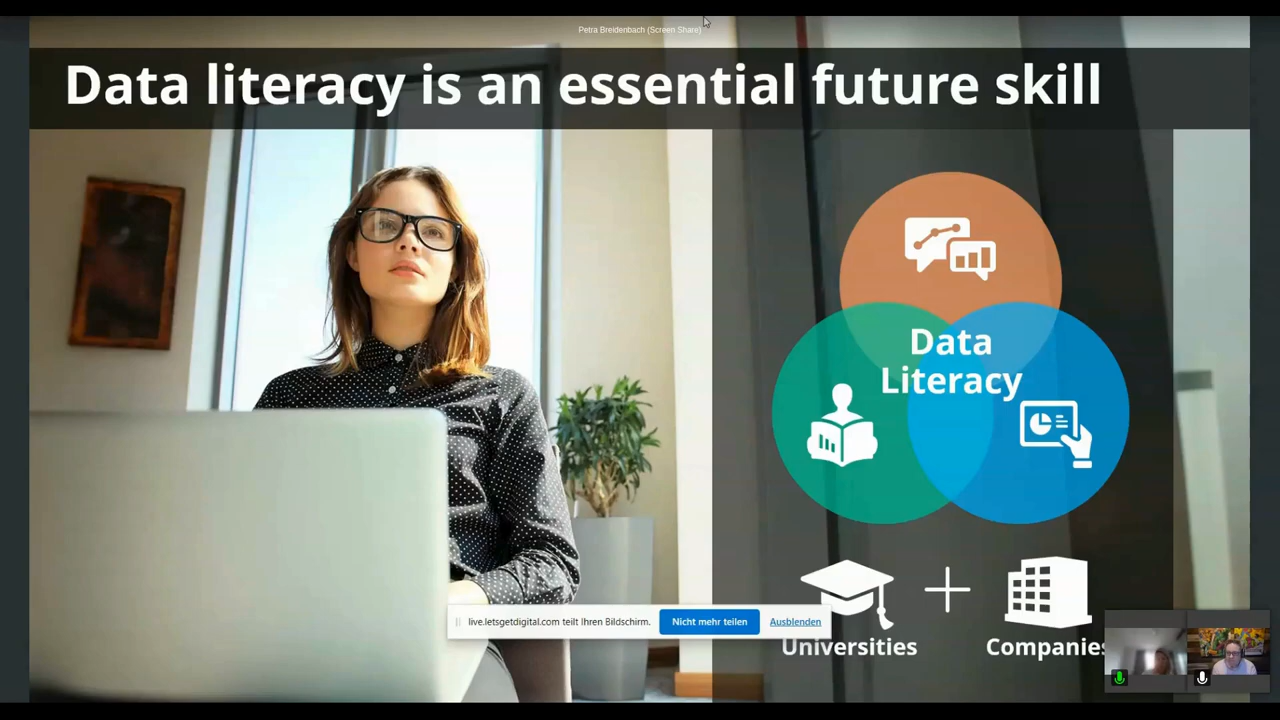 Petra Breidenbach (Screen Share)
Data literacy is an essential future skill
Data
Literacy
live.letsgetdigital.com teilt Ihren Bildschirm.
Nicht mehr teilen
Ausblenden
Universities
Companies